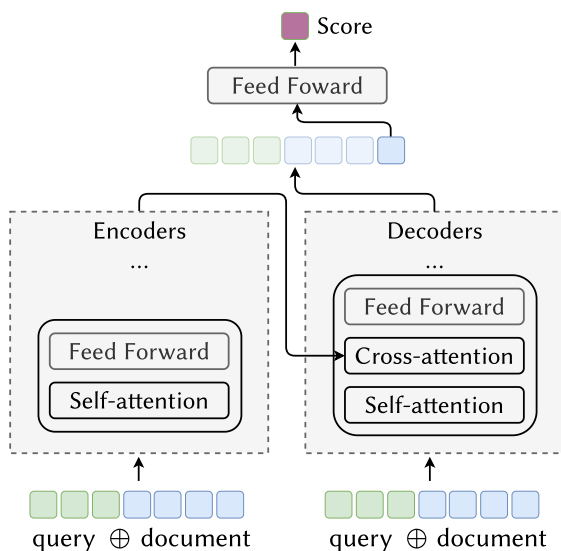 Score
Feed Foward
Encoders
...
Feed Forward
Self-attention
query ⊕ document
Decoders
...
Feed Forward
Cross-attention
Self-attention
query ⊕ document